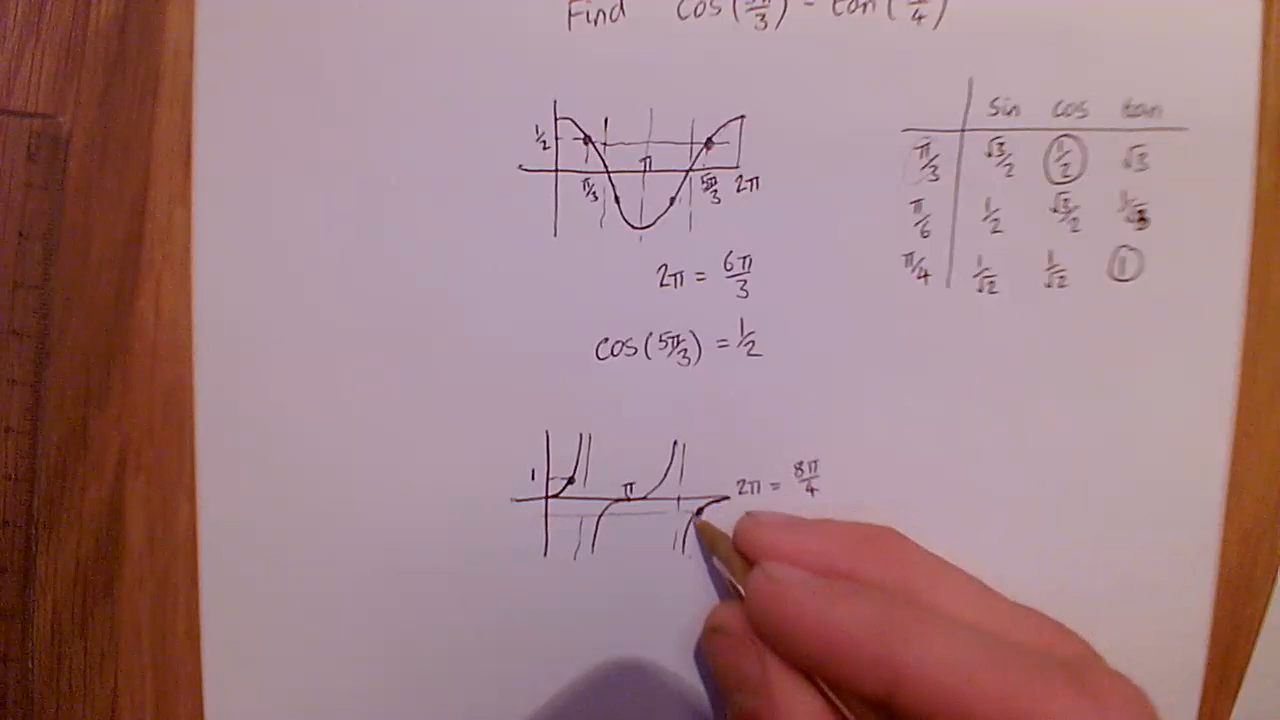 Find cos(5π/3) - tan( /4)
sin cos tan
π/3 √3/2 1/2 √3
π/6 1/2 √3/2 1/√3
π/4 1/√2 1/√2 1
1/2
π
π/3 5π/3 2π
2π = 6π/3
cos(5π/3) = 1/2
1
π
2π = 8π/4